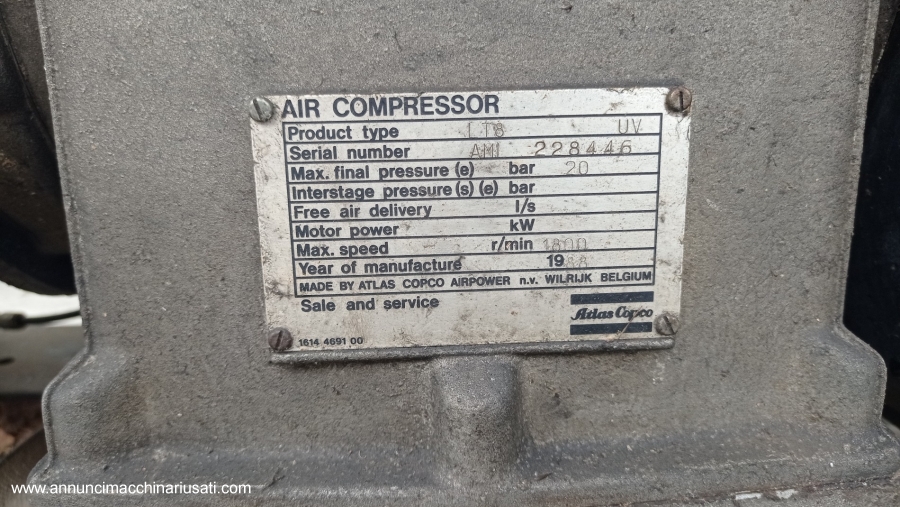 AIR COMPRESSOR
Product type LT8 UV
Serial number AMI 228446
Max. final pressure (e) bar 20
Interstage pressure (s) (e) bar
Free air delivery l/s
Motor power kW
Max. speed r/min 1800
Year of manufacture 1988
MADE BY ATLAS COPCO AIRPOWER n.v. WILRIJK BELGIUM
Sale and service
Atlas Copco
1614 4691 00
www.annuncimacchinariusati.com